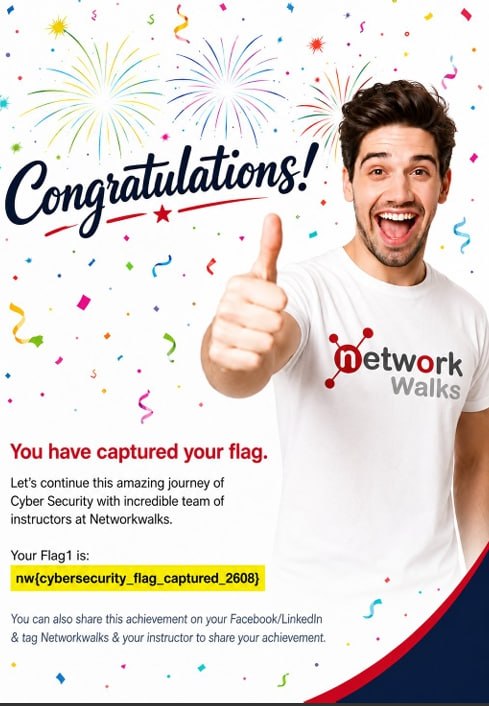 Congratulations!
network
Walks
You have captured your flag.
Let's continue this amazing journey of
Cyber Security with incredible team of
instructors at Networkwalks.
Your Flag1 is:
nw{cybersecurity_flag_captured_2608}
You can also share this achievement on your Facebook/LinkedIn
& tag Networkwalks & your instructor to share your achievement.